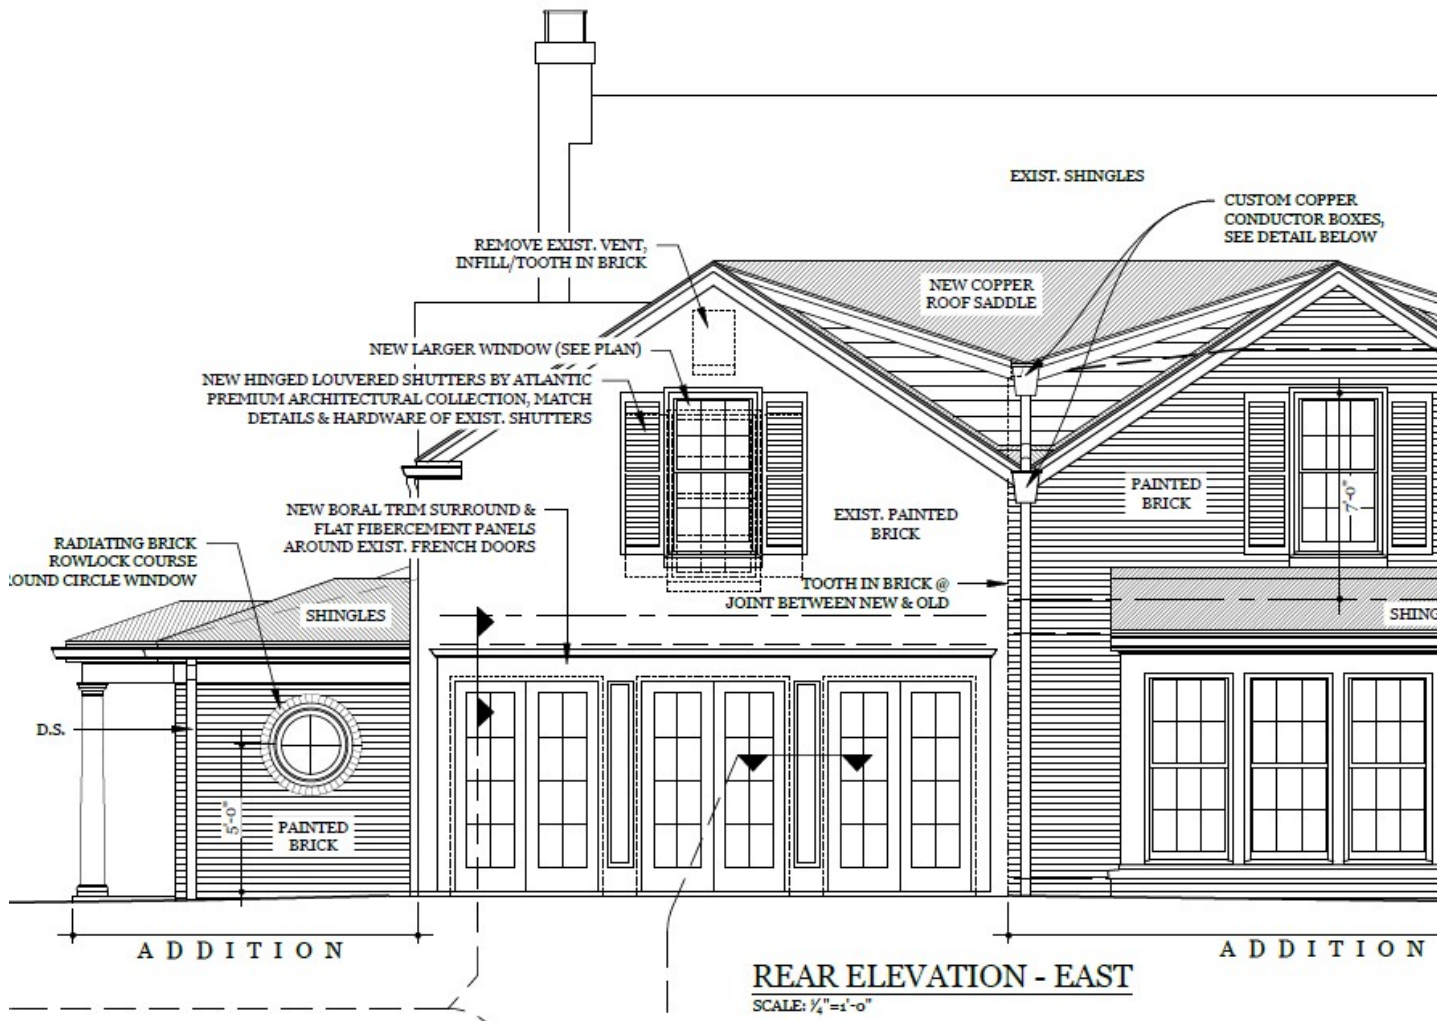 EXIST. SHINGLES
CUSTOM COPPER
CONDUCTOR BOXES,
SEE DETAIL BELOW
REMOVE EXIST. VENT,
INFILL/TOOTH IN BRICK
NEW COPPER
ROOF SADDLE
NEW LARGER WINDOW (SEE PLAN)
NEW HINGED LOUVERED SHUTTERS BY ATLANTIC
PREMIUM ARCHITECTURAL COLLECTION, MATCH
DETAILS & HARDWARE OF EXIST. SHUTTERS
PAINTED
BRICK
7'-0"
NEW BORAL TRIM SURROUND &
FLAT FIBERCEMENT PANELS
AROUND EXIST. FRENCH DOORS
EXIST. PAINTED
BRICK
RADIATING BRICK
ROWLOCK COURSE
OUND CIRCLE WINDOW
TOOTH IN BRICK @
JOINT BETWEEN NEW & OLD
SHINGLES
SHING
D.S.
5'-0"
PAINTED
BRICK
ADDITION
ADDITION
REAR ELEVATION - EAST
SCALE: 1/4"=1'-0"